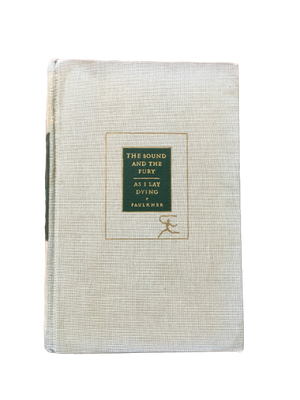 THE SOUND
AND THE
FURY
AS I LAY
DYING
FAULKNER